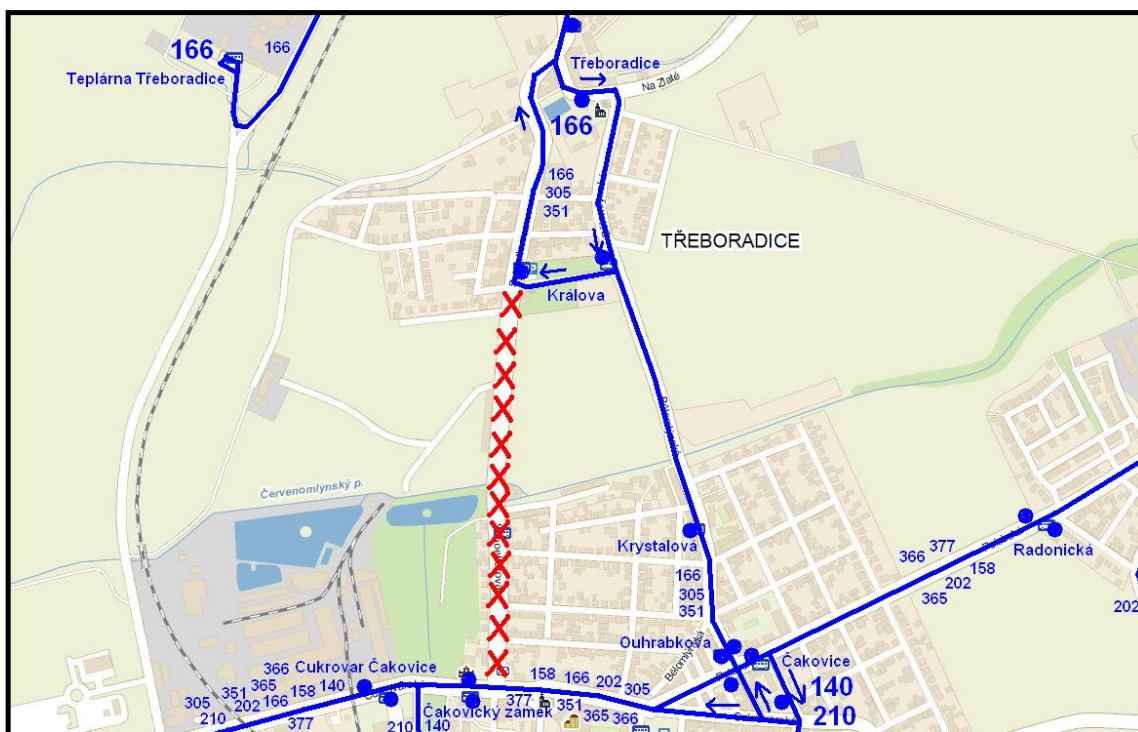 166
166
Teplárna Třeboradice
Třeboradice
Na Zlaté
166
166
305
351
TŘEBORADICE
Králova
Červenomlýnský p.
Krystalová
166
305
351
Radonická
366
377
202
158
365
202
Ouhrabkova
Bělomlýnská
Čakovice
140
210
Cukrovar Čakovice
Čakovický zámek
366
365
351
305
158
140
166
202
210
377
210
140
158
166
202
305
377
351
365
366